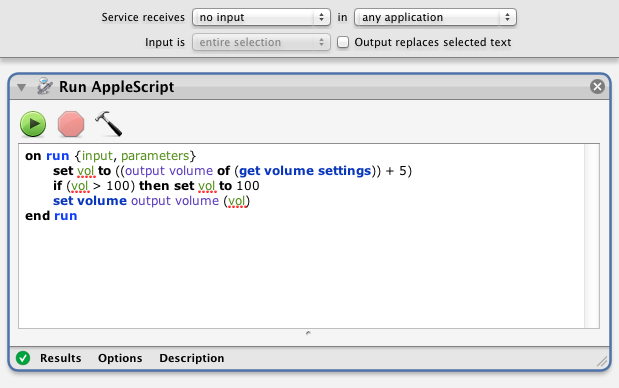 Service receives no input in any application
Input is entire selection Output replaces selected text
Run AppleScript
on run {input, parameters}
set vol to ((output volume of (get volume settings)) + 5)
if (vol > 100) then set vol to 100
set volume output volume (vol)
end run
Results Options Description